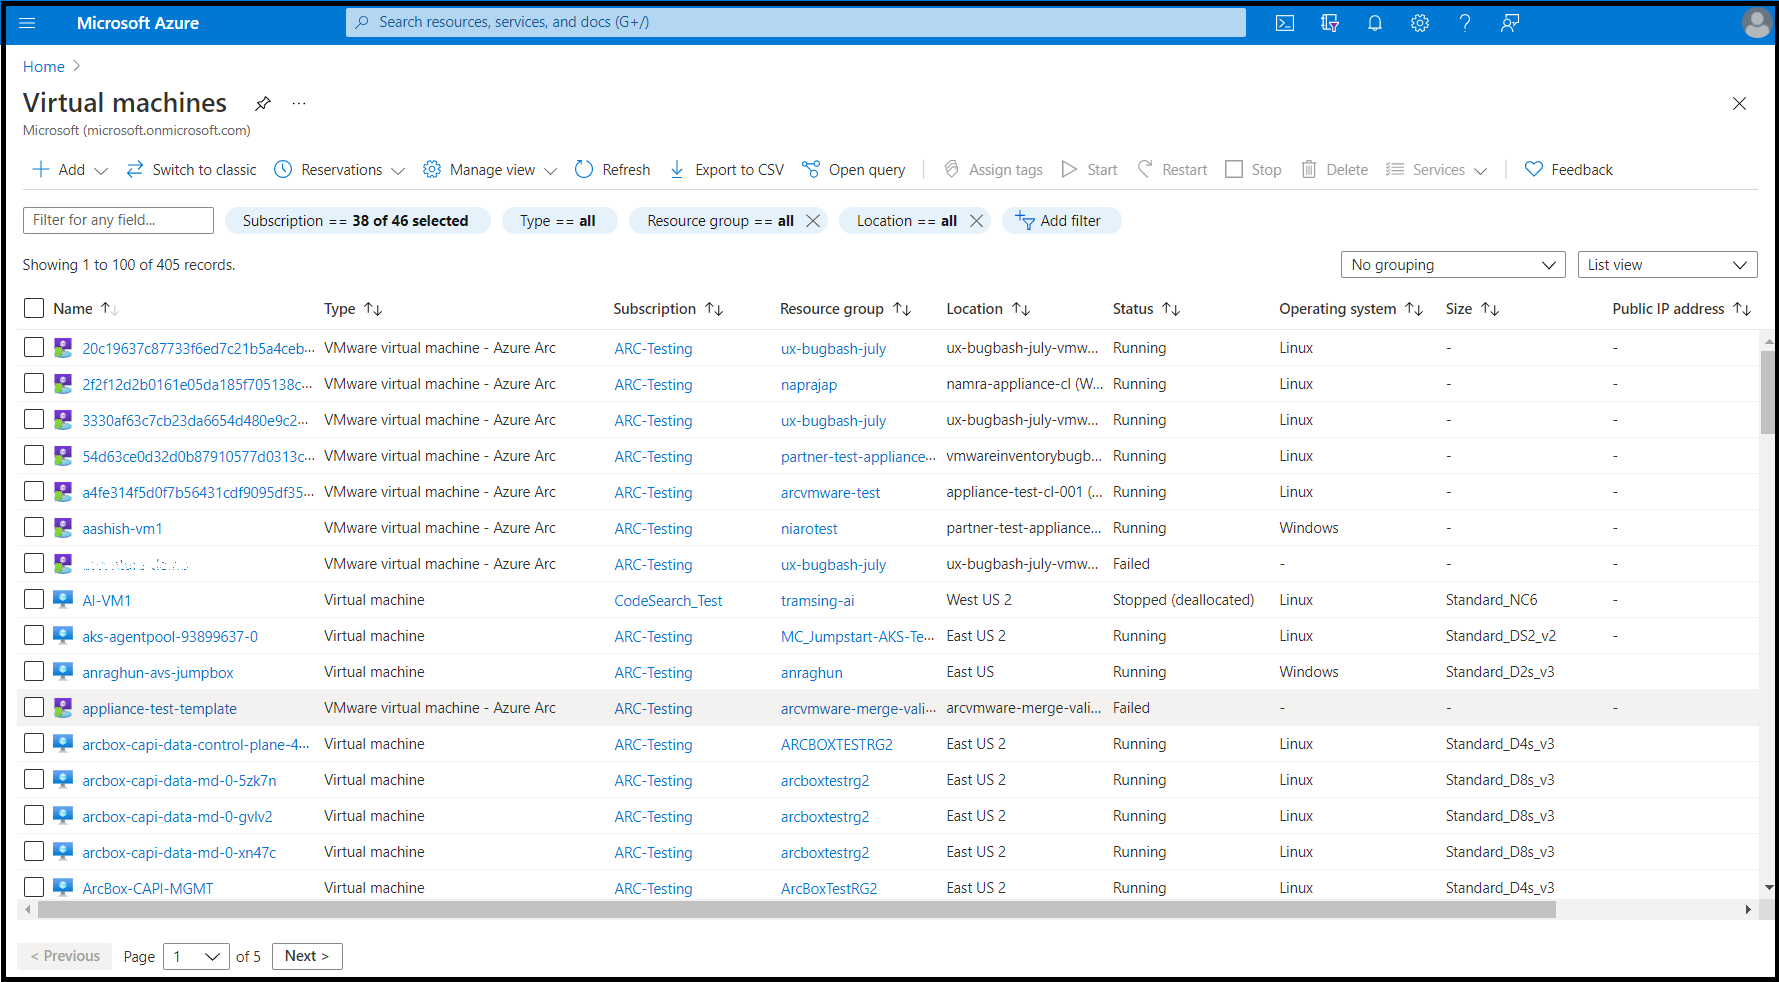 Microsoft Azure
Search resources, services, and docs (G+/)
Home
Virtual machines
Microsoft (microsoft.onmicrosoft.com)
Add Switch to classic Reservations Manage view Refresh Export to CSV Open query Assign tags Start Restart Stop Delete Services Feedback
Filter for any field... Subscription == 38 of 46 selected Type == all Resource group == all Location == all Add filter
Showing 1 to 100 of 405 records. No grouping List view
Name Type Subscription Resource group Location Status Operating system Size Public IP address
20c19637c87733f6ed7c21b5a4ceb... VMware virtual machine - Azure Arc ARC-Testing ux-bugbash-july ux-bugbash-july-vmw... Running Linux - -
2f2f12d2b0161e05da185f705138c... VMware virtual machine - Azure Arc ARC-Testing naprajap namra-appliance-cl (W... Running Linux - -
3330af63c7cb23da6654d480e9c2... VMware virtual machine - Azure Arc ARC-Testing ux-bugbash-july ux-bugbash-july-vmw... Running Linux - -
54d63ce0d32d0b87910577d0313c... VMware virtual machine - Azure Arc ARC-Testing partner-test-appliance... vmwareinventorybugb... Running Linux - -
a4fe314f5d0f7b56431cdf9095df35... VMware virtual machine - Azure Arc ARC-Testing arcvmware-test appliance-test-cl-001 (... Running Linux - -
aashish-vm1 VMware virtual machine - Azure Arc ARC-Testing niarotest partner-test-appliance... Running Windows - -
VMware virtual machine - Azure Arc ARC-Testing ux-bugbash-july ux-bugbash-july-vmw... Failed - - -
AI-VM1 Virtual machine CodeSearch_Test tramsing-ai West US 2 Stopped (deallocated) Linux Standard_NC6 -
aks-agentpool-93899637-0 Virtual machine ARC-Testing MC_Jumpstart-AKS-Te... East US 2 Running Linux Standard_DS2_v2 -
anraghun-avs-jumpbox Virtual machine ARC-Testing anraghun East US Running Windows Standard_D2s_v3
appliance-test-template VMware virtual machine - Azure Arc ARC-Testing arcvmware-merge-vali... arcvmware-merge-vali... Failed - - -
arcbox-capi-data-control-plane-4... Virtual machine ARC-Testing ARCBOXTESTRG2 East US 2 Running Linux Standard_D4s_v3
arcbox-capi-data-md-0-5zk7n Virtual machine ARC-Testing arcboxtestrg2 East US 2 Running Linux Standard_D8s_v3
arcbox-capi-data-md-0-gvlv2 Virtual machine ARC-Testing arcboxtestrg2 East US 2 Running Linux Standard_D8s_v3
arcbox-capi-data-md-0-xn47c Virtual machine ARC-Testing arcboxtestrg2 East US 2 Running Linux Standard_D8s_v3
ArcBox-CAPI-MGMT Virtual machine ARC-Testing ArcBoxTestRG2 East US 2 Running Linux Standard_D4s_v3
< Previous Page 1 of 5 Next >